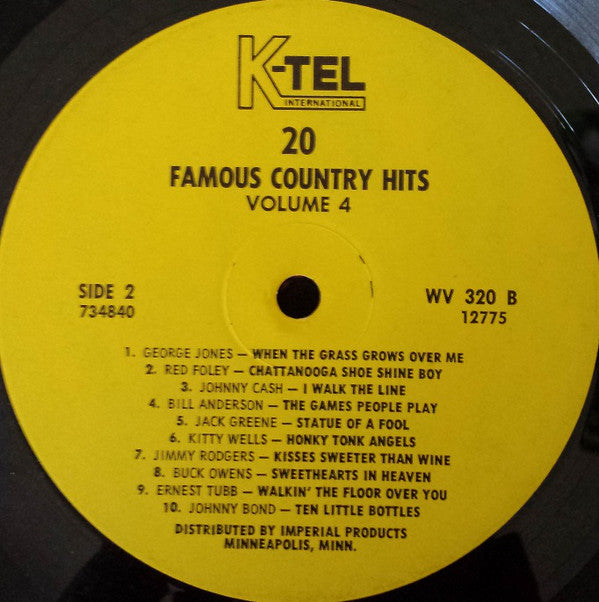 K-TEL
INTERNATIONAL
20
FAMOUS COUNTRY HITS
VOLUME 4
SIDE 2
734840
WV 320 B
12775
1. GEORGE JONES — WHEN THE GRASS GROWS OVER ME
2. RED FOLEY — CHATTANOOGA SHOE SHINE BOY
3. JOHNNY CASH — I WALK THE LINE
4. BILL ANDERSON — THE GAMES PEOPLE PLAY
5. JACK GREENE — STATUE OF A FOOL
6. KITTY WELLS — HONKY TONK ANGELS
7. JIMMY RODGERS — KISSES SWEETER THAN WINE
8. BUCK OWENS — SWEETHEARTS IN HEAVEN
9. ERNEST TUBB — WALKIN' THE FLOOR OVER YOU
10. JOHNNY BOND — TEN LITTLE BOTTLES
DISTRIBUTED BY IMPERIAL PRODUCTS
MINNEAPOLIS, MINN.